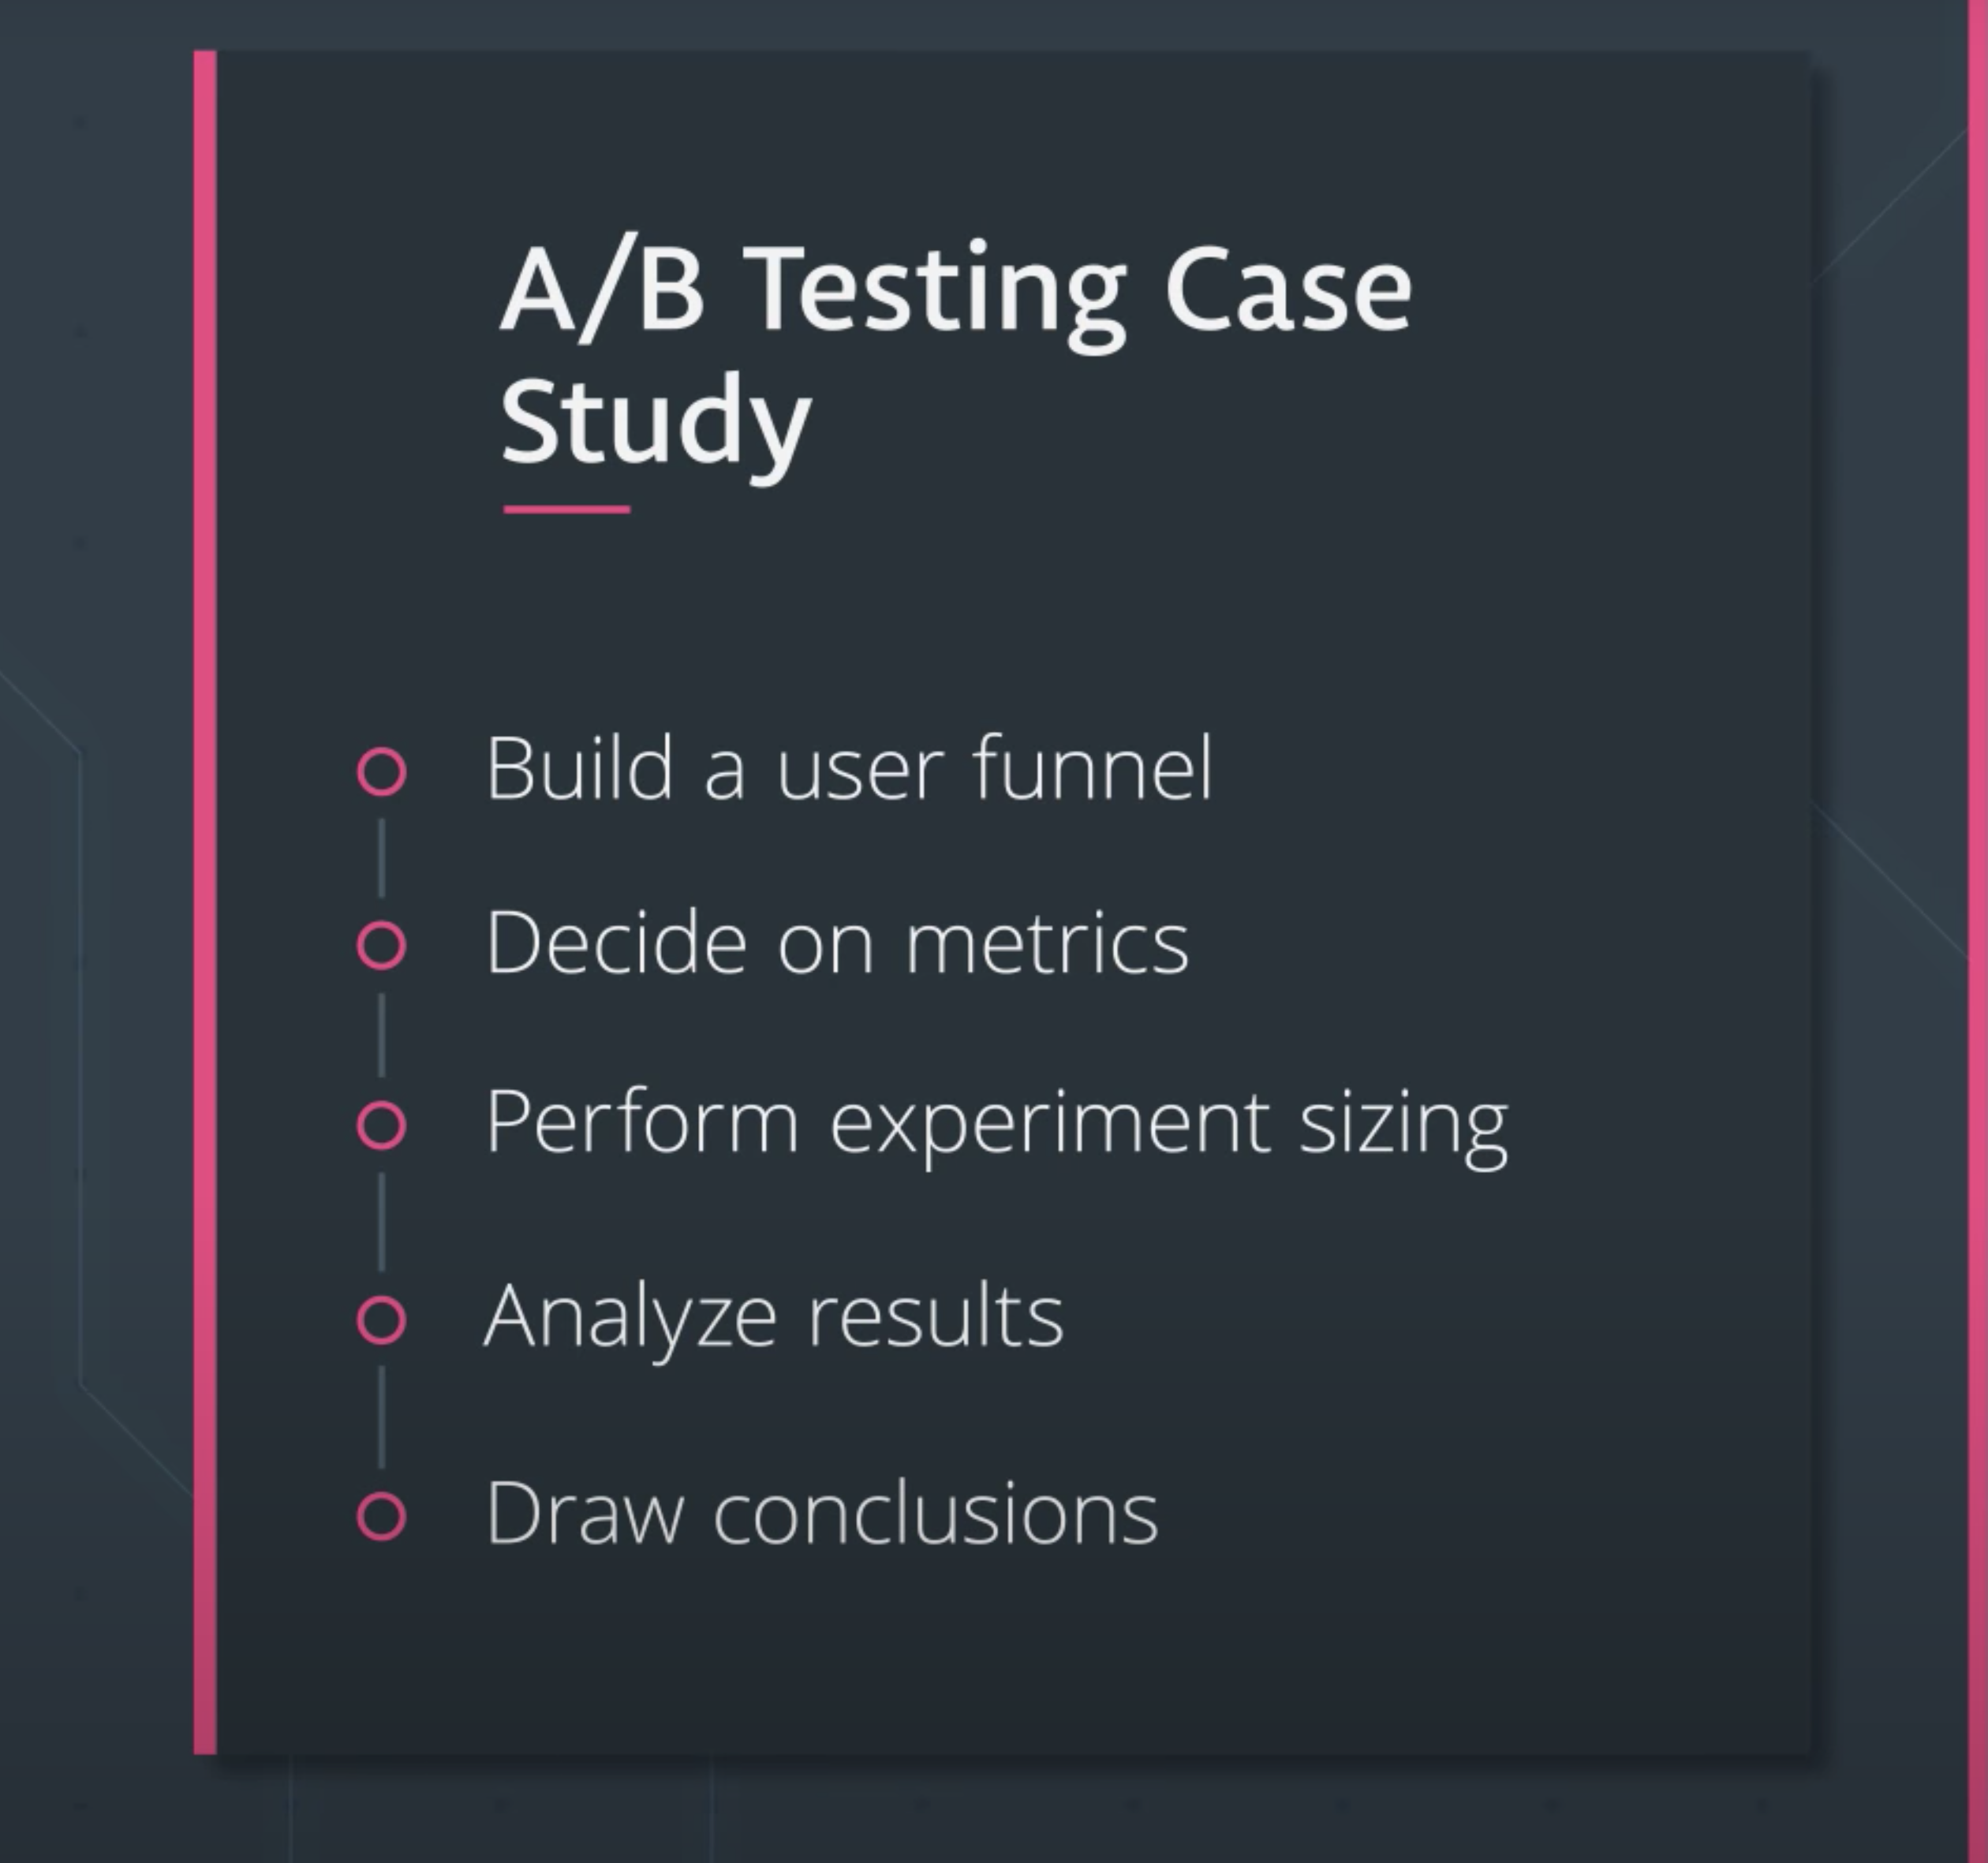 A/B Testing Case
Study
Build a user funnel
Decide on metrics
Perform experiment sizing
Analyze results
Draw conclusions